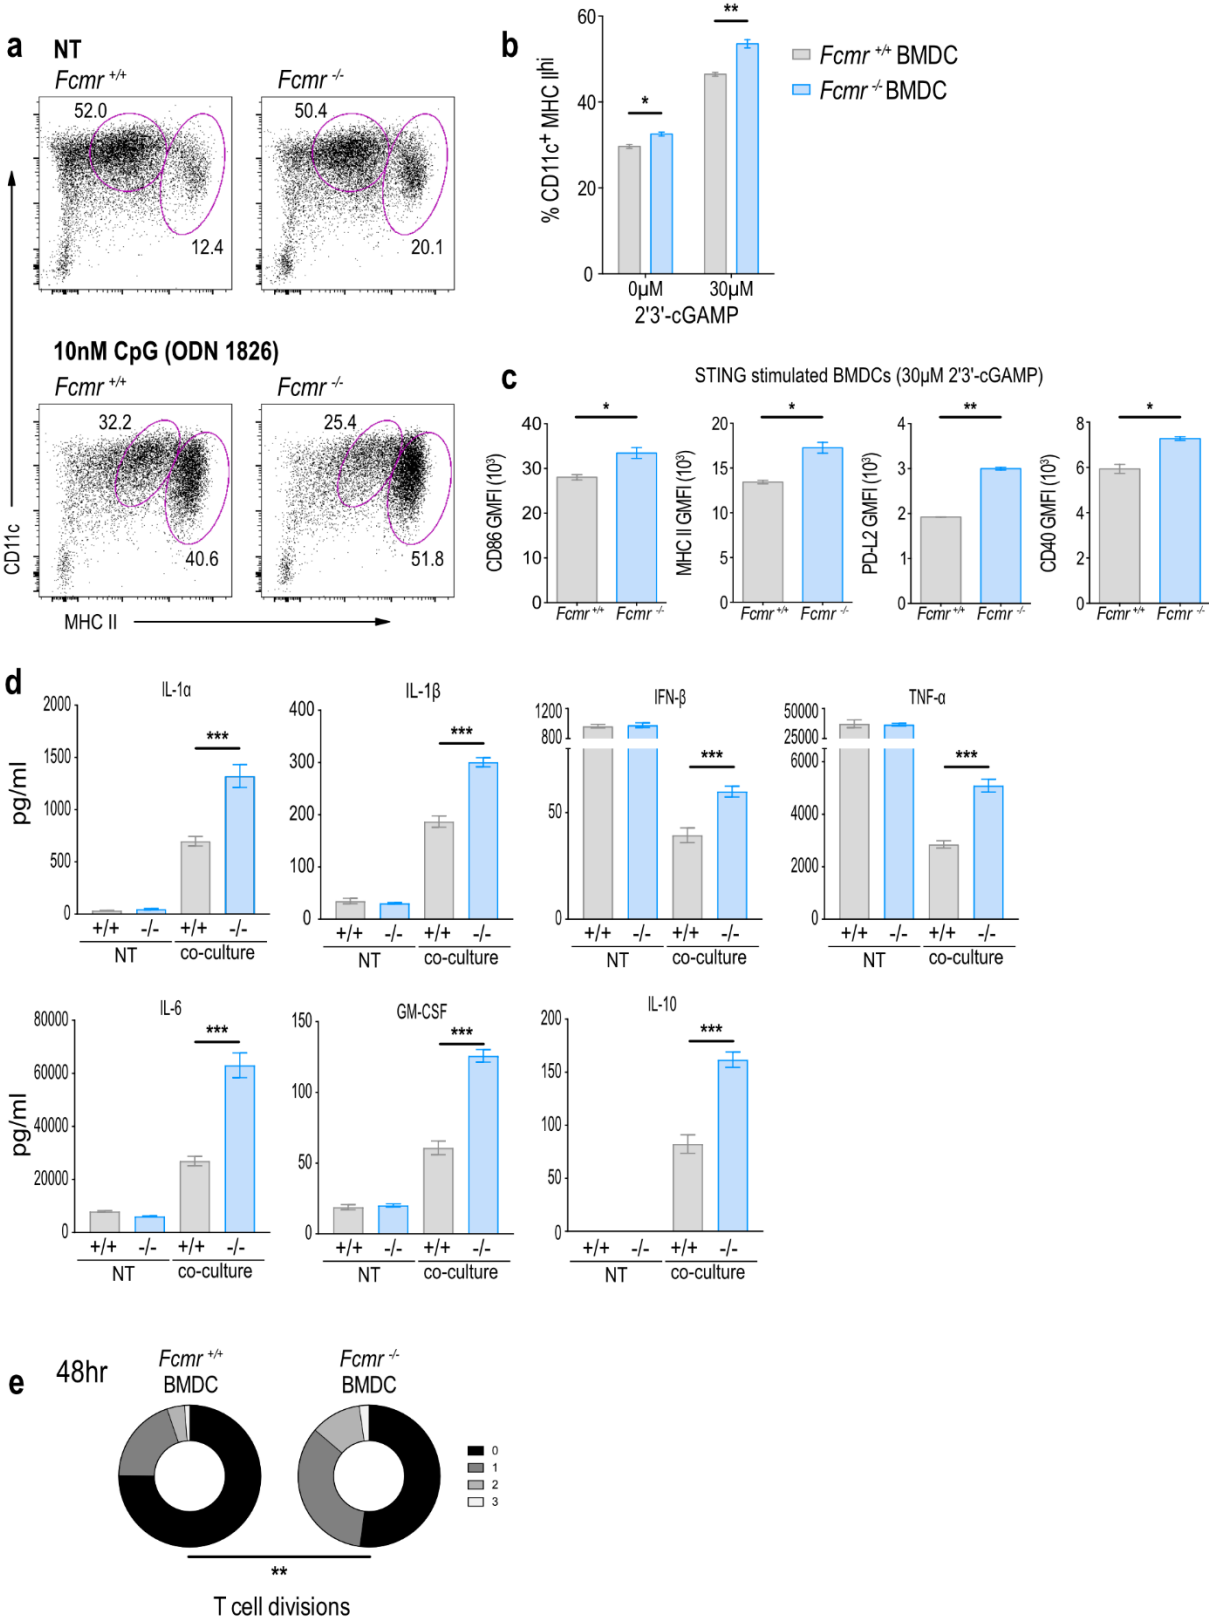 a
NT
Fcmr +/+
Fcmr -/-
52.0
50.4
12.4
20.1
10nM CpG (ODN 1826)
Fcmr +/+
Fcmr -/-
32.2
25.4
40.6
51.8
CD11c
MHC II
b
% CD11c+ MHC IIhi
60
40
20
0
*
**
0µM
30µM
2'3'-cGAMP
Fcmr +/+ BMDC
Fcmr -/- BMDC
c
STING stimulated BMDCs (30µM 2'3'-cGAMP)
CD86 GMFI (10³)
40
30
20
10
0
*
Fcmr +/+ Fcmr -/-
MHC II GMFI (10³)
20
15
10
5
0
*
Fcmr +/+ Fcmr -/-
PD-L2 GMFI (10³)
4
3
2
1
0
**
Fcmr +/+ Fcmr -/-
CD40 GMFI (10³)
8
6
4
2
0
*
Fcmr +/+ Fcmr -/-
d
IL-1α
pg/ml
2000
1500
1000
500
0
***
+/+ -/- +/+ -/-
NT co-culture
IL-1β
400
300
200
100
0
***
+/+ -/- +/+ -/-
NT co-culture
IFN-β
1200
800
50
0
***
+/+ -/- +/+ -/-
NT co-culture
TNF-α
50000
25000
6000
4000
2000
0
***
+/+ -/- +/+ -/-
NT co-culture
IL-6
pg/ml
80000
60000
40000
20000
0
***
+/+ -/- +/+ -/-
NT co-culture
GM-CSF
150
100
50
0
***
+/+ -/- +/+ -/-
NT co-culture
IL-10
200
150
100
50
0
***
+/+ -/- +/+ -/-
NT co-culture
e
48hr
Fcmr +/+
BMDC
Fcmr -/-
BMDC
0
1
2
3
**
T cell divisions